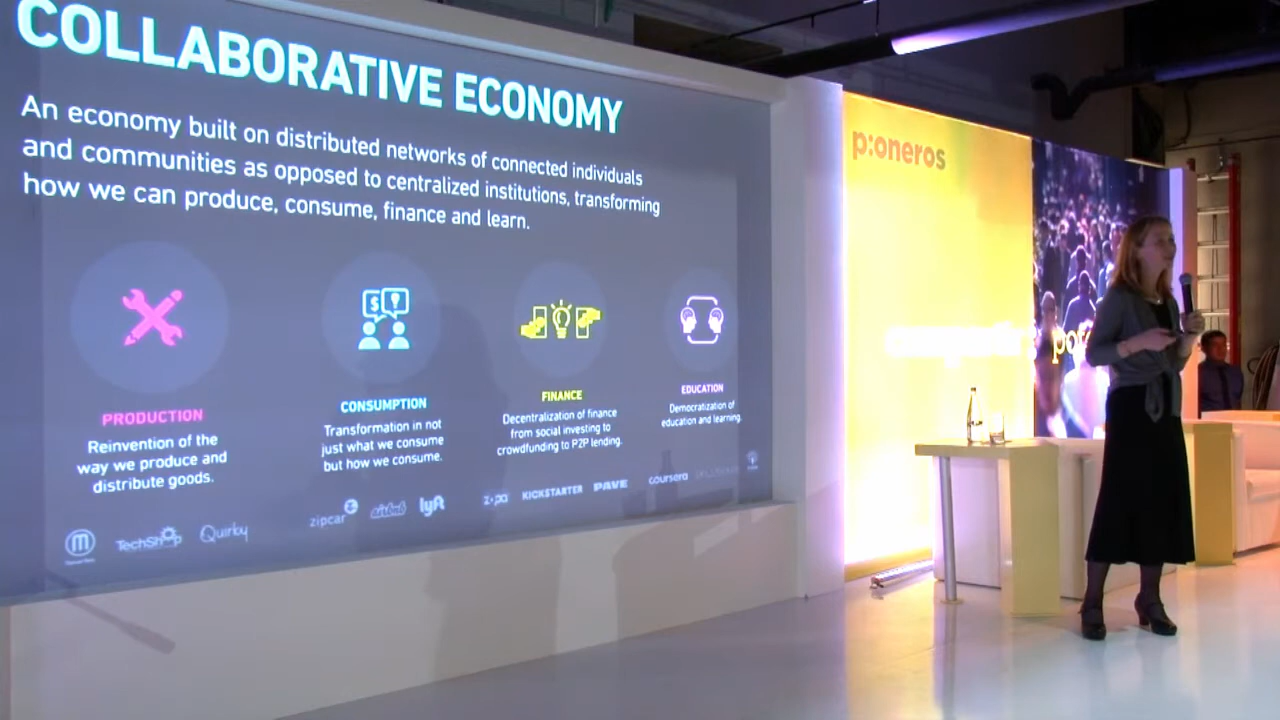 COLLABORATIVE ECONOMY
An economy built on distributed networks of connected individuals
and communities as opposed to centralized institutions, transforming
how we can produce, consume, finance and learn.
PRODUCTION
Reinvention of the
way we produce and
distribute goods.
TechShop
Quirky
CONSUMPTION
Transformation in not
just what we consume
but how we consume.
zipcar
airbnb
lyft
FINANCE
Decentralization of finance
from social investing to
crowdfunding to P2P lending.
KICKSTARTER
PAVE
EDUCATION
Democratization of
education and learning.
coursera
p:oneros